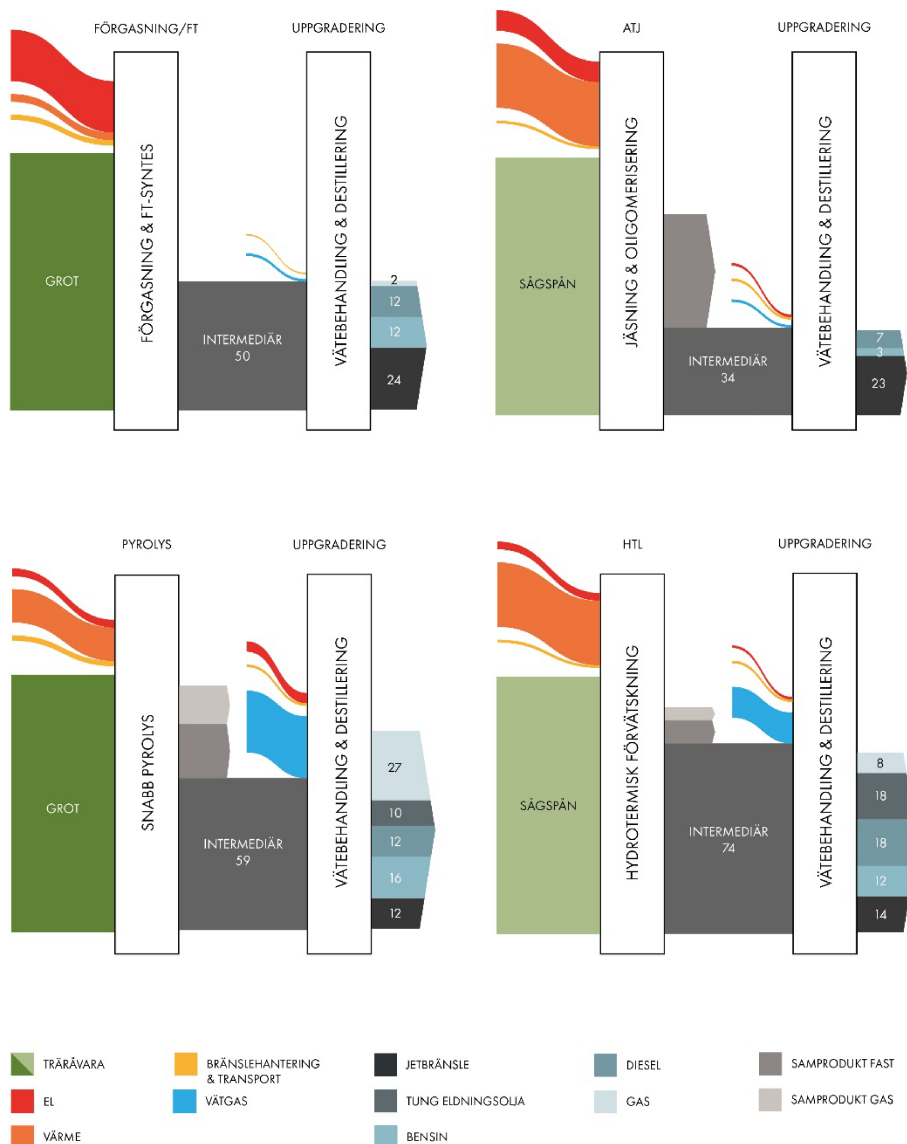 FÖRGASNING/FT
UPPGRADERING
GROT
FÖRGASNING & FT-SYNTES
INTERMEDIÄR
50
VÄTEBEHANDLING & DESTILLERING
2
12
12
24
ATJ
UPPGRADERING
SÅGSPÅN
JÄSNING & OLIGOMERISERING
INTERMEDIÄR
34
VÄTEBEHANDLING & DESTILLERING
7
3
23
PYROLYS
UPPGRADERING
GROT
SNABB PYROLYS
INTERMEDIÄR
59
VÄTEBEHANDLING & DESTILLERING
27
10
12
16
12
HTL
UPPGRADERING
SÅGSPÅN
HYDROTERMISK FÖRVÄTSKNING
INTERMEDIÄR
74
VÄTEBEHANDLING & DESTILLERING
8
18
18
12
14
TRÄRÅVARA
EL
VÄRME
BRÄNSLEHANTERING
& TRANSPORT
VÄTGAS
JETBRÄNSLE
TUNG ELDNINGSOLJA
BENSIN
DIESEL
GAS
SAMPRODUKT FAST
SAMPRODUKT GAS